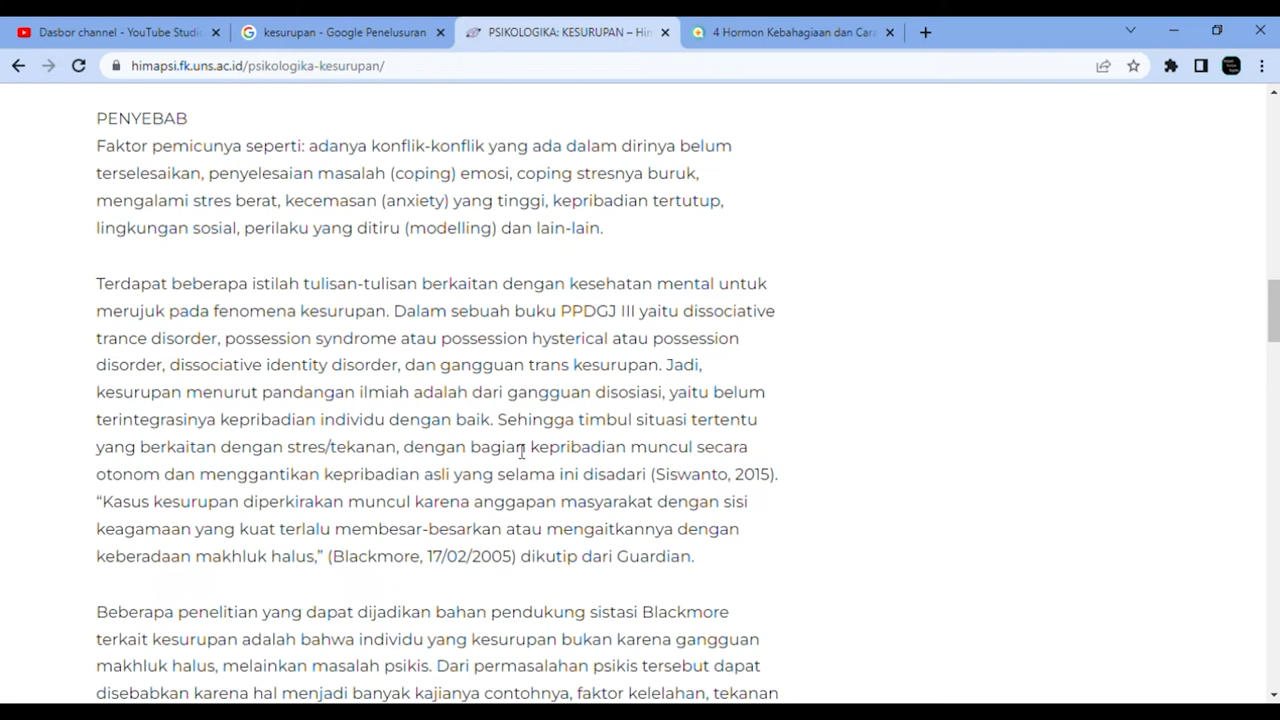 Dasbor channel - YouTube Studi
kesurupan - Google Penelusuran
PSIKOLOGIKA: KESURUPAN – Hin
4 Hormon Kebahagiaan dan Cara
himapsi.fk.uns.ac.id/psikologika-kesurupan/
PENYEBAB
Faktor pemicunya seperti: adanya konflik-konflik yang ada dalam dirinya belum
terselesaikan, penyelesaian masalah (coping) emosi, coping stresnya buruk,
mengalami stres berat, kecemasan (anxiety) yang tinggi, kepribadian tertutup,
lingkungan sosial, perilaku yang ditiru (modelling) dan lain-lain.
Terdapat beberapa istilah tulisan-tulisan berkaitan dengan kesehatan mental untuk
merujuk pada fenomena kesurupan. Dalam sebuah buku PPDGJ III yaitu dissociative
trance disorder, possession syndrome atau possession hysterical atau possession
disorder, dissociative identity disorder, dan gangguan trans kesurupan. Jadi,
kesurupan menurut pandangan ilmiah adalah dari gangguan disosiasi, yaitu belum
terintegrasinya kepribadian individu dengan baik. Sehingga timbul situasi tertentu
yang berkaitan dengan stres/tekanan, dengan bagian kepribadian muncul secara
otonom dan menggantikan kepribadian asli yang selama ini disadari (Siswanto, 2015).
“Kasus kesurupan diperkirakan muncul karena anggapan masyarakat dengan sisi
keagamaan yang kuat terlalu membesar-besarkan atau mengaitkannya dengan
keberadaan makhluk halus,” (Blackmore, 17/02/2005) dikutip dari Guardian.
Beberapa penelitian yang dapat dijadikan bahan pendukung sistasi Blackmore
terkait kesurupan adalah bahwa individu yang kesurupan bukan karena gangguan
makhluk halus, melainkan masalah psikis. Dari permasalahan psikis tersebut dapat
disebabkan karena hal menjadi banyak kajianya contohnya, faktor kelelahan, tekanan